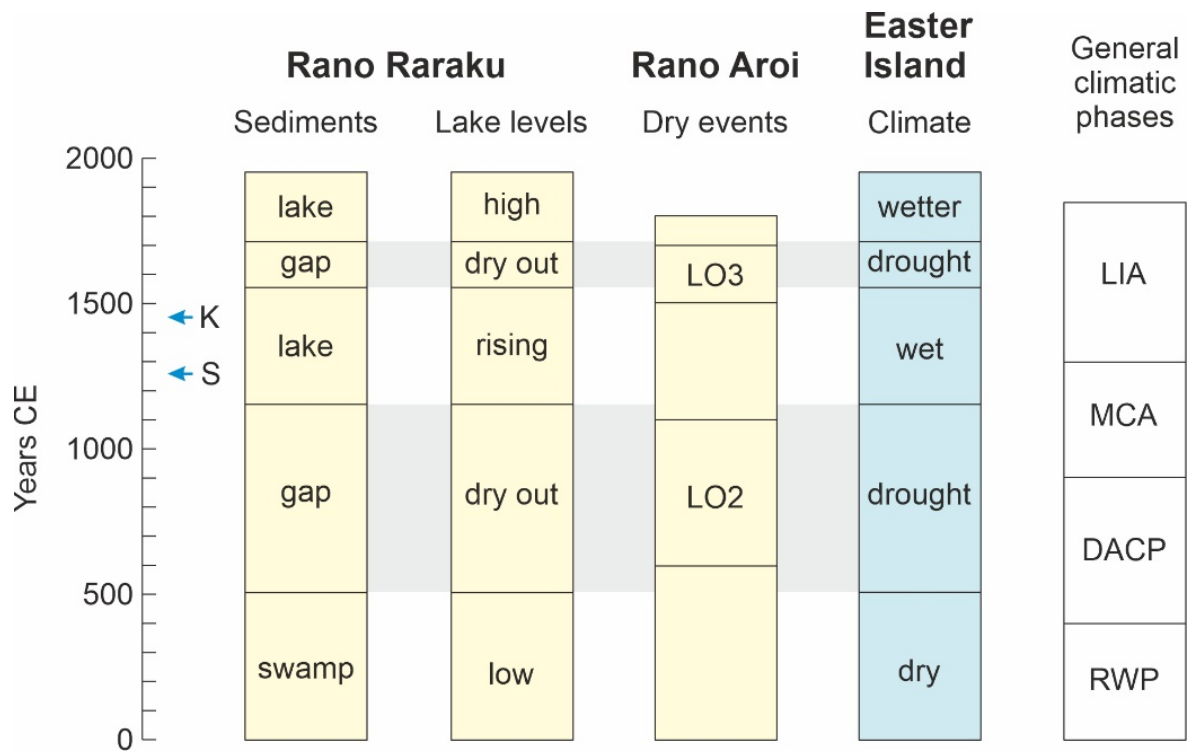 Rano Raraku
Rano Aroi
Easter
Island
General
climatic
phases
Sediments
Lake levels
Dry events
Climate
Years CE
2000
1500
1000
500
0
K
S
lake
gap
lake
gap
swamp
high
dry out
rising
dry out
low
LO3
LO2
wetter
drought
wet
drought
dry
LIA
MCA
DACP
RWP